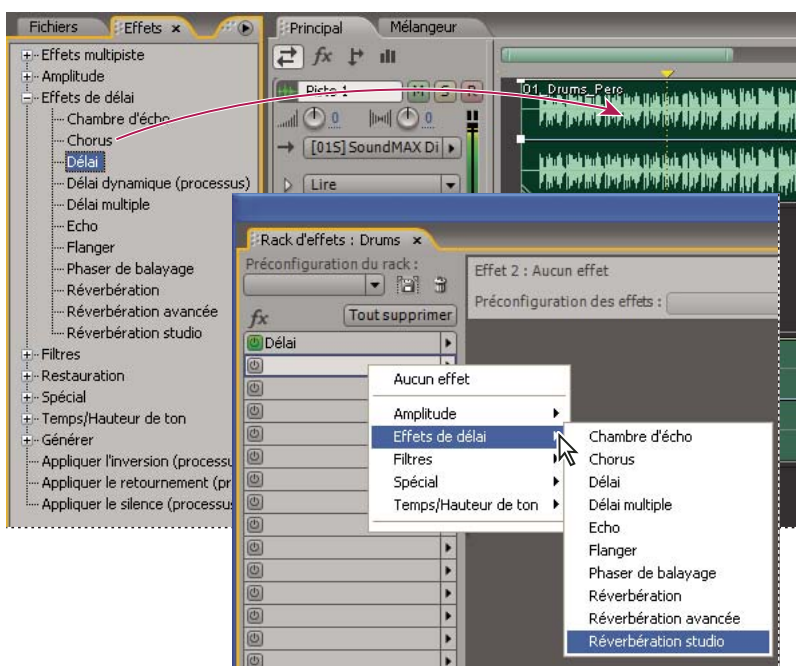 Fichiers
Effets ×
Principal
Mélangeur
Effets multipiste
Amplitude
Effets de délai
Chambre d'écho
Chorus
Délai
Délai dynamique (processus)
Délai multiple
Echo
Flanger
Phaser de balayage
Réverbération
Réverbération avancée
Réverbération studio
Filtres
Restauration
Spécial
Temps/Hauteur de ton
Générer
Appliquer l'inversion
Appliquer le retournement
Appliquer le silence
fx
Piste 1
M S R
0 0
[01S] SoundMAX Di
Lire
01_Drums_Perc
Rack d'effets : Drums ×
Préconfiguration du rack :
fx
Tout supprimer
Délai
Effet 2 : Aucun effet
Préconfiguration des effets :
Aucun effet
Amplitude
Effets de délai
Filtres
Spécial
Temps/Hauteur de ton
Chambre d'écho
Chorus
Délai
Délai multiple
Echo
Flanger
Phaser de balayage
Réverbération
Réverbération avancée
Réverbération studio